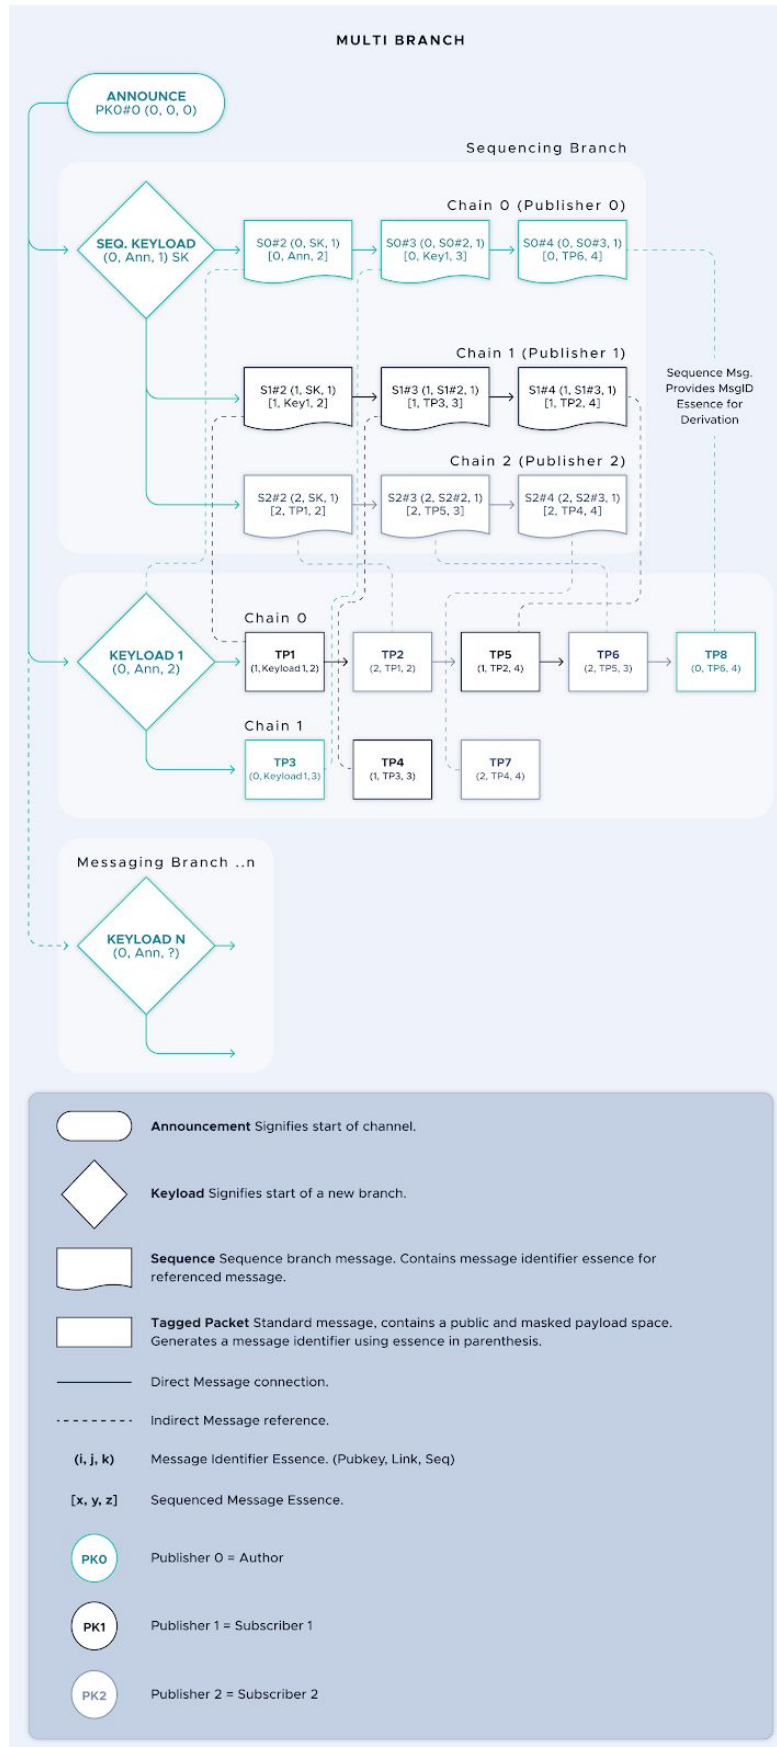 MULTI BRANCH
ANNOUNCE
PK0#0 (0, 0, 0)
Sequencing Branch
Chain 0 (Publisher 0)
SEQ. KEYLOAD
(0, Ann, 1) SK
S0#2 (0, SK, 1)
[0, Ann, 2]
S0#3 (0, S0#2, 1)
[0, Key1, 3]
S0#4 (0, S0#3, 1)
[0, TP6, 4]
Chain 1 (Publisher 1)
S1#2 (1, SK, 1)
[1, Key1, 2]
S1#3 (1, S1#2, 1)
[1, TP3, 3]
S1#4 (1, S1#3, 1)
[1, TP2, 4]
Sequence Msg.
Provides MsgID
Essence for
Derivation
Chain 2 (Publisher 2)
S2#2 (2, SK, 1)
[2, TP1, 2]
S2#3 (2, S2#2, 1)
[2, TP5, 3]
S2#4 (2, S2#3, 1)
[2, TP4, 4]
Chain 0
KEYLOAD 1
(0, Ann, 2)
TP1
(1, Keyload 1, 2)
TP2
(2, TP1, 2)
TP5
(1, TP2, 4)
TP6
(2, TP5, 3)
TP8
(0, TP6, 4)
Chain 1
TP3
(0, Keyload 1, 3)
TP4
(1, TP3, 3)
TP7
(2, TP4, 4)
Messaging Branch ..n
KEYLOAD N
(0, Ann, ?)
Announcement Signifies start of channel.
Keyload Signifies start of a new branch.
Sequence Sequence branch message. Contains message identifier essence for
referenced message.
Tagged Packet Standard message, contains a public and masked payload space.
Generates a message identifier using essence in parenthesis.
Direct Message connection.
Indirect Message reference.
(i, j, k) Message Identifier Essence. (Pubkey, Link, Seq)
[x, y, z] Sequenced Message Essence.
PK0 Publisher 0 = Author
PK1 Publisher 1 = Subscriber 1
PK2 Publisher 2 = Subscriber 2